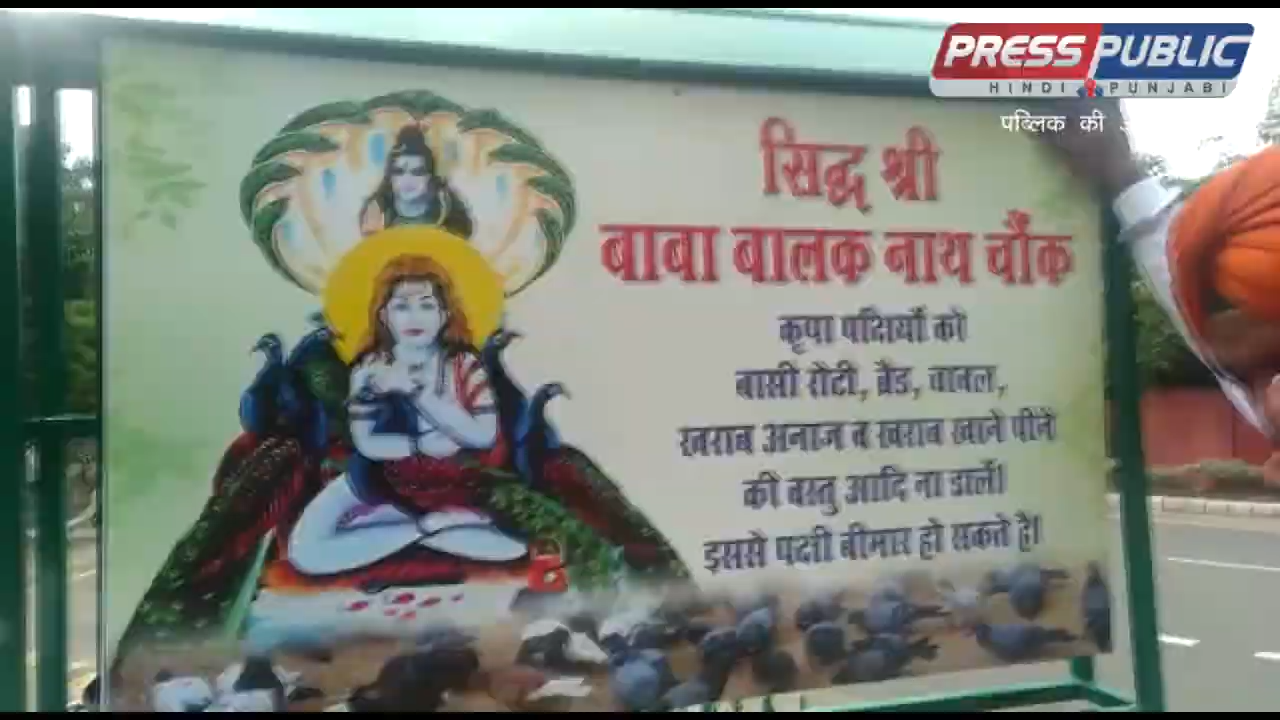 PRESS PUBLIC
HINDI PUNJABI
पब्लिक की
सिद्ध श्री
बाबा बालक नाथ चौंक
कृपा पक्षियों को
बासी रोटी, ब्रैड, चावल,
खराब अनाज व खराब खाने पीने
की वस्तु आदि ना डालें।
इससे पक्षी बीमार हो सकते है।